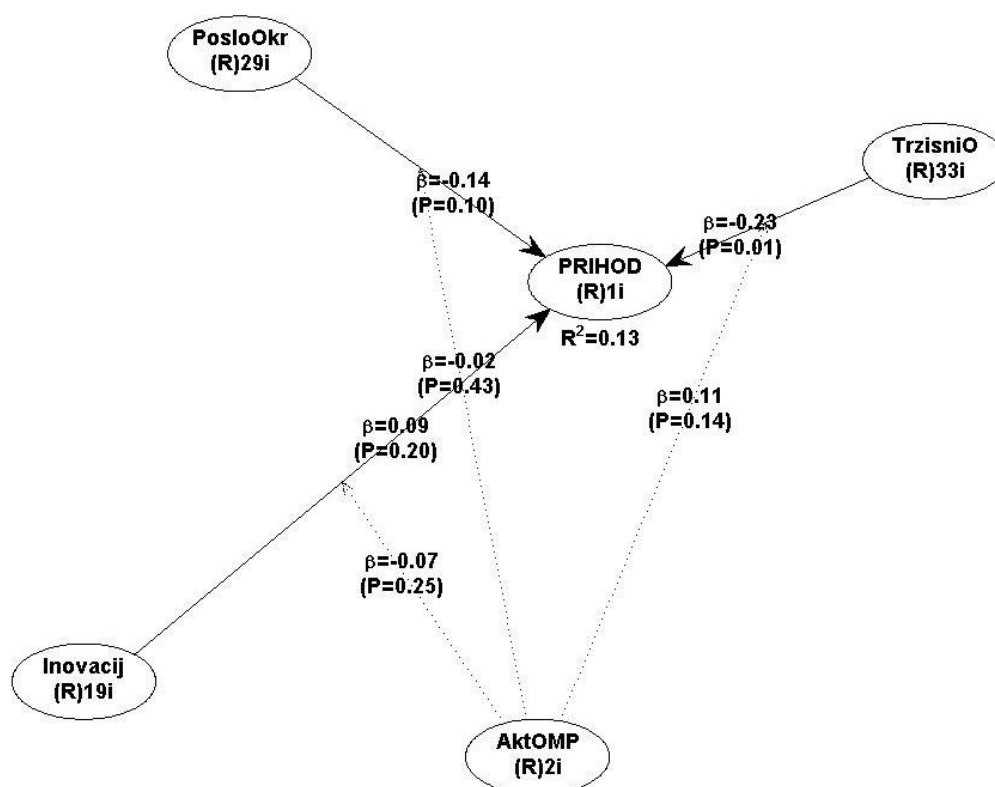 PosloOkr
(R)29i
TrzisniO
(R)33i
β=-0.14
(P=0.10)
β=-0.23
(P=0.01)
PRIHOD
(R)1i
R²=0.13
β=-0.02
(P=0.43)
β=0.11
(P=0.14)
β=0.09
(P=0.20)
β=-0.07
(P=0.25)
Inovacij
(R)19i
AktOMP
(R)2i